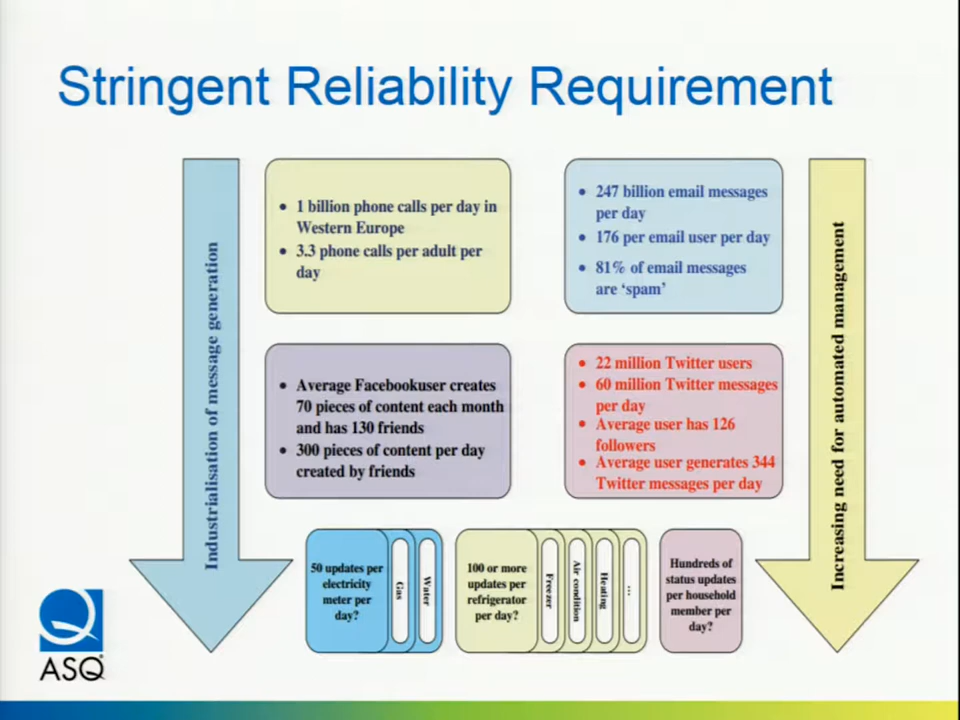 Stringent Reliability Requirement
Industrialisation of message generation
• 1 billion phone calls per day in
Western Europe
• 3.3 phone calls per adult per
day
• 247 billion email messages
per day
• 176 per email user per day
• 81% of email messages
are ‘spam’
• Average Facebookuser creates
70 pieces of content each month
and has 130 friends
• 300 pieces of content per day
created by friends
• 22 million Twitter users
• 60 million Twitter messages
per day
• Average user has 126
followers
• Average user generates 344
Twitter messages per day
Increasing need for automated management
50 updates per
electricity
meter per
day?
Gas
Water
100 or more
updates per
refrigerator
per day?
Freezer
Air condition
Heating
...
Hundreds of
status updates
per household
member per
day?
ASQ